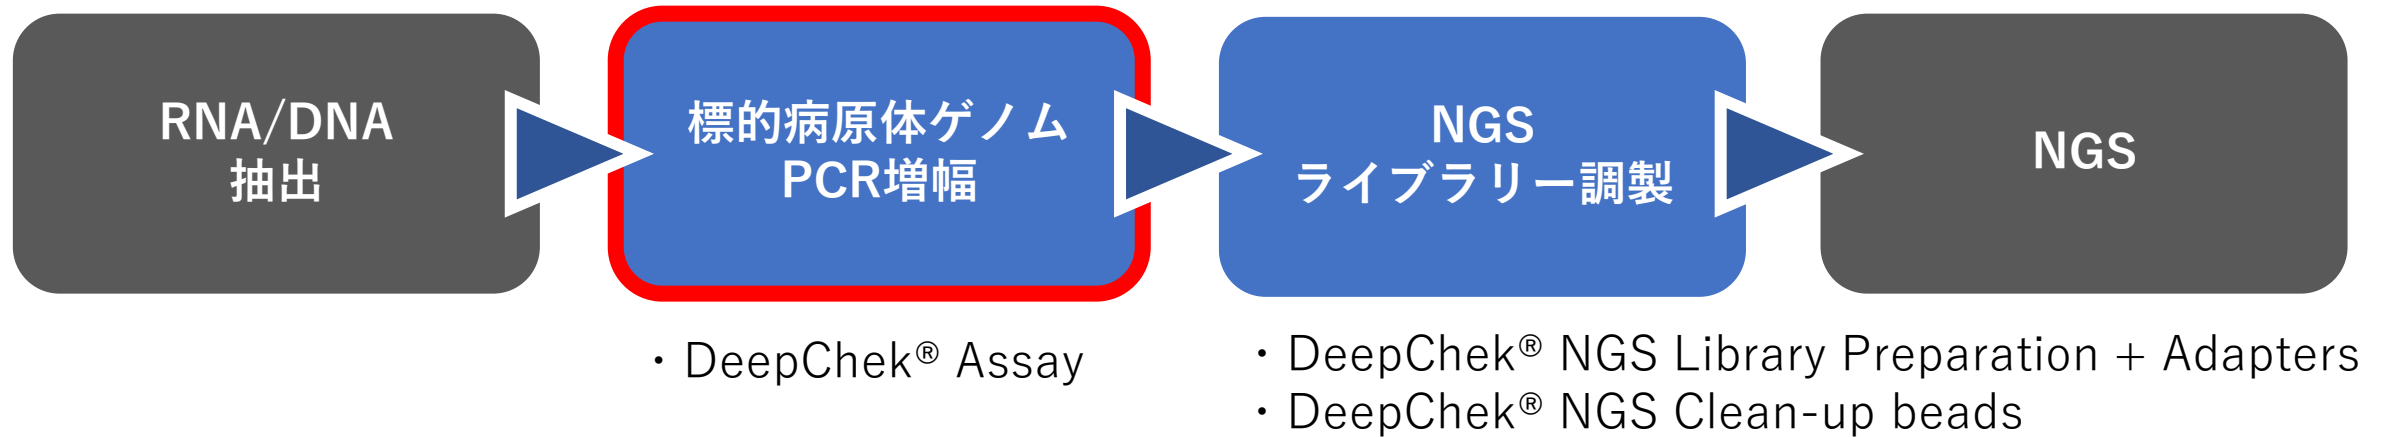 RNA/DNA
抽出
標的病原体ゲノム
PCR増幅
NGS
ライブラリー調製
NGS
・DeepChek® Assay
・DeepChek® NGS Library Preparation + Adapters
・DeepChek® NGS Clean-up beads